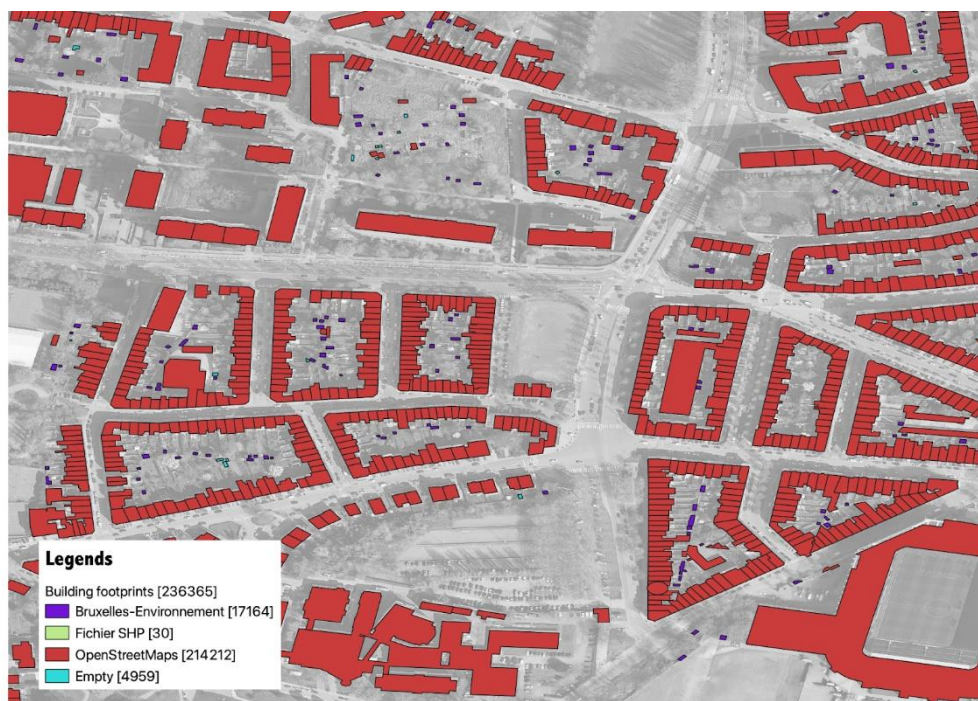 Legends
Building footprints [236365]
Bruxelles-Environnement [17164]
Fichier SHP [30]
OpenStreetMaps [214212]
Empty [4959]